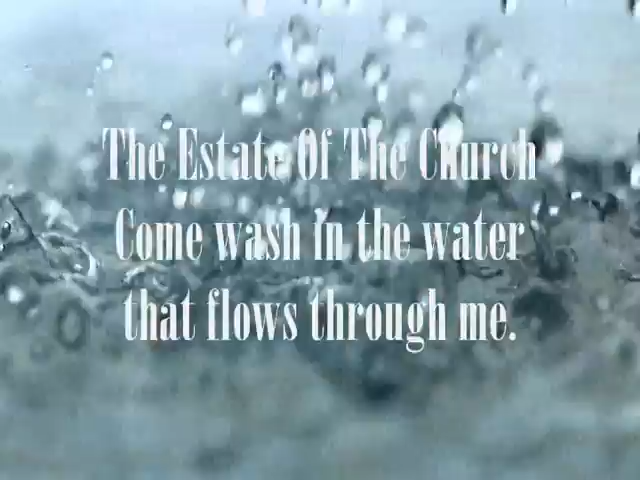 The Estate Of The Church
Come wash in the water
that flows through me.